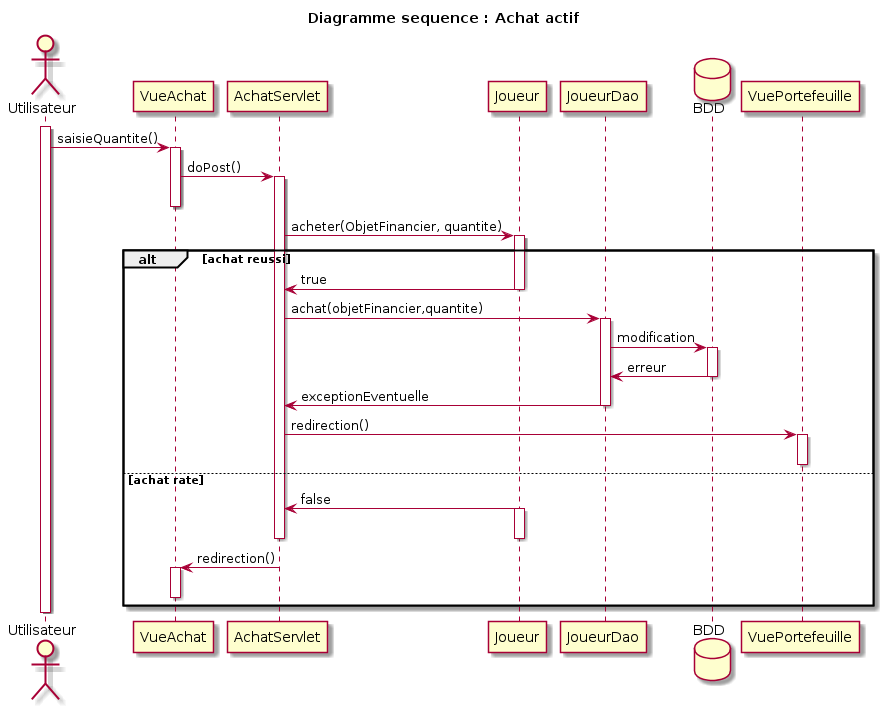 Diagramme sequence : Achat actif
Utilisateur
VueAchat
AchatServlet
Joueur
JoueurDao
BDD
VuePortefeuille
saisieQuantite()
doPost()
acheter(ObjetFinancier, quantite)
alt
[achat reussi]
true
achat(objetFinancier,quantite)
modification
erreur
exceptionEventuelle
redirection()
[achat rate]
false
redirection()
Utilisateur
VueAchat
AchatServlet
Joueur
JoueurDao
BDD
VuePortefeuille